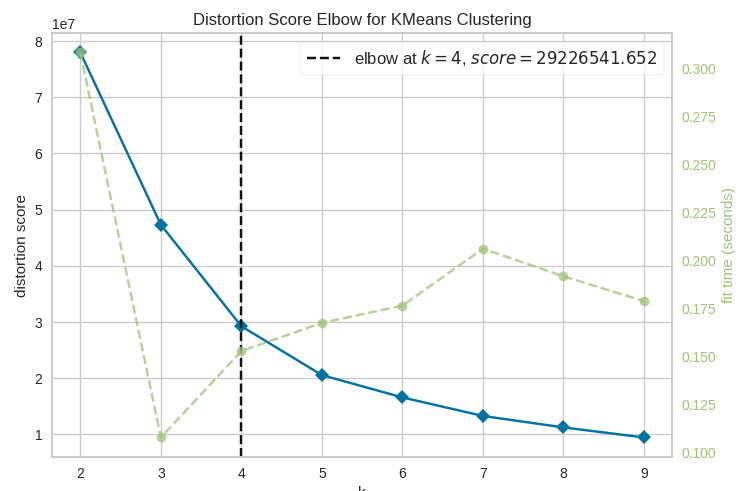 Distortion Score Elbow for KMeans Clustering
1e7
elbow at k = 4, score = 29226541.652
8
7
6
5
4
3
2
1
distortion score
0.300
0.275
0.250
0.225
0.200
0.175
0.150
0.125
0.100
fit time (seconds)
2 3 4 5 6 7 8 9